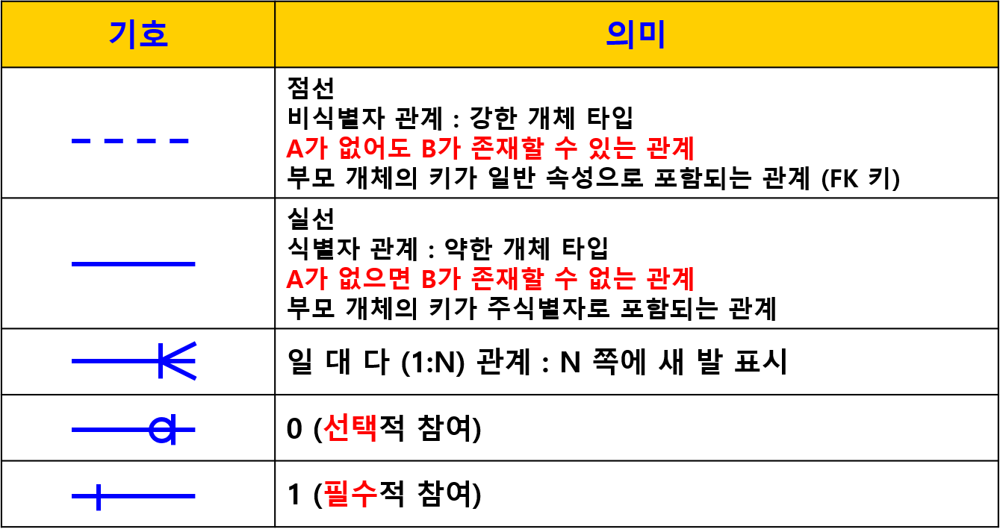 기호
의미
점선
비식별자 관계 : 강한 개체 타입
A가 없어도 B가 존재할 수 있는 관계
부모 개체의 키가 일반 속성으로 포함되는 관계 (FK 키)
실선
식별자 관계 : 약한 개체 타입
A가 없으면 B가 존재할 수 없는 관계
부모 개체의 키가 주식별자로 포함되는 관계
일 대 다 (1:N) 관계 : N 쪽에 새 발 표시
0 (선택적 참여)
1 (필수적 참여)